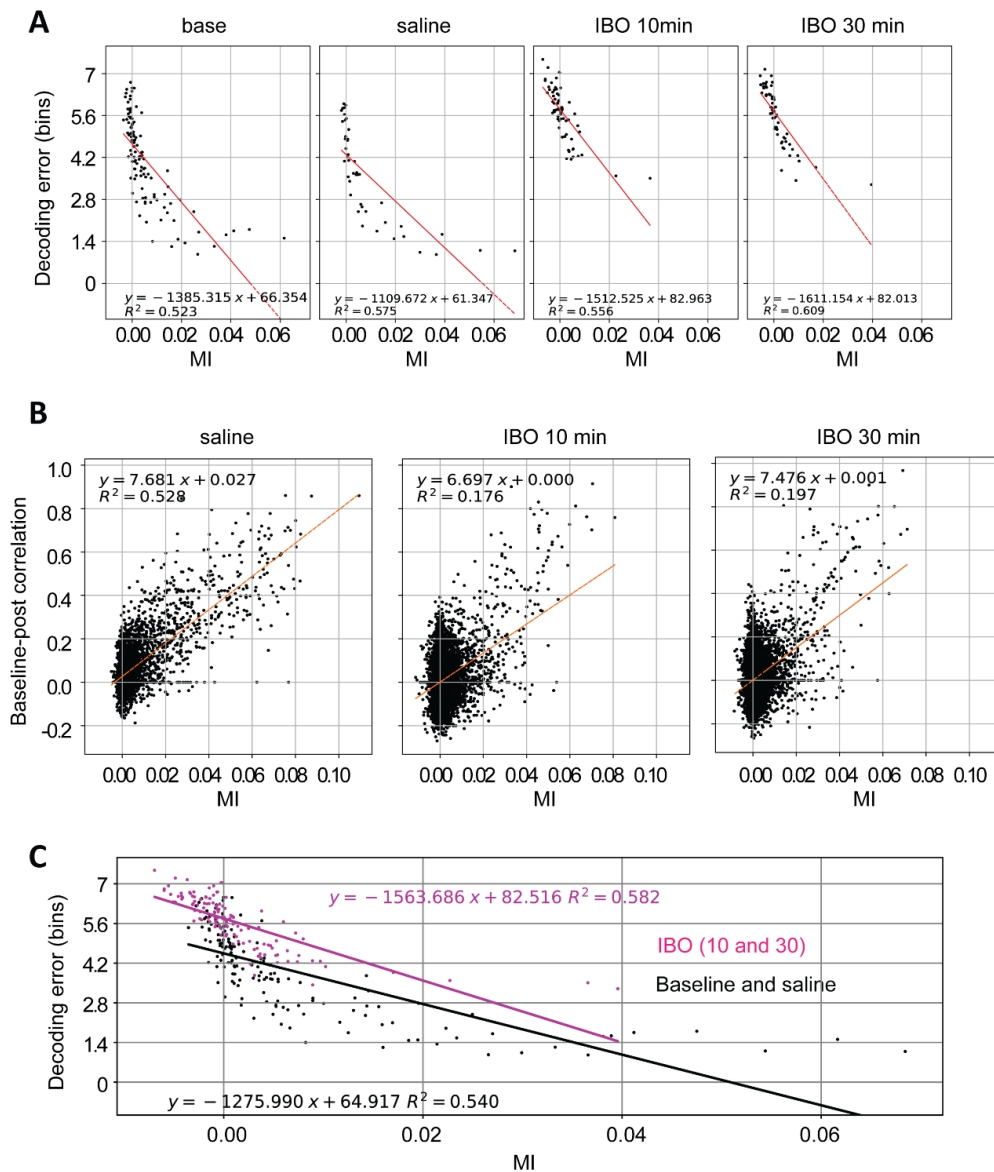 A
base
saline
IBO 10min
IBO 30 min
Decoding error (bins)
7
5.6
4.2
2.8
1.4
0
y = − 1385.315 x + 66.354
R² = 0.523
y = − 1109.672 x + 61.347
R² = 0.575
y = − 1512.525 x + 82.963
R² = 0.556
y = − 1611.154 x + 82.013
R² = 0.609
0.00 0.02 0.04 0.06
0.00 0.02 0.04 0.06
0.00 0.02 0.04 0.06
0.00 0.02 0.04 0.06
MI
MI
MI
MI
B
saline
IBO 10 min
IBO 30 min
Baseline-post correlation
1.0
0.8
0.6
0.4
0.2
0.0
-0.2
y = 7.681 x + 0.027
R² = 0.528
y = 6.697 x + 0.000
R² = 0.176
y = 7.476 x + 0.001
R² = 0.197
0.00 0.02 0.04 0.06 0.08 0.10
0.00 0.02 0.04 0.06 0.08 0.10
0.00 0.02 0.04 0.06 0.08 0.10
MI
MI
MI
C
Decoding error (bins)
7
5.6
4.2
2.8
1.4
0
y = − 1563.686 x + 82.516 R² = 0.582
IBO (10 and 30)
Baseline and saline
y = − 1275.990 x + 64.917 R² = 0.540
0.00 0.02 0.04 0.06
MI